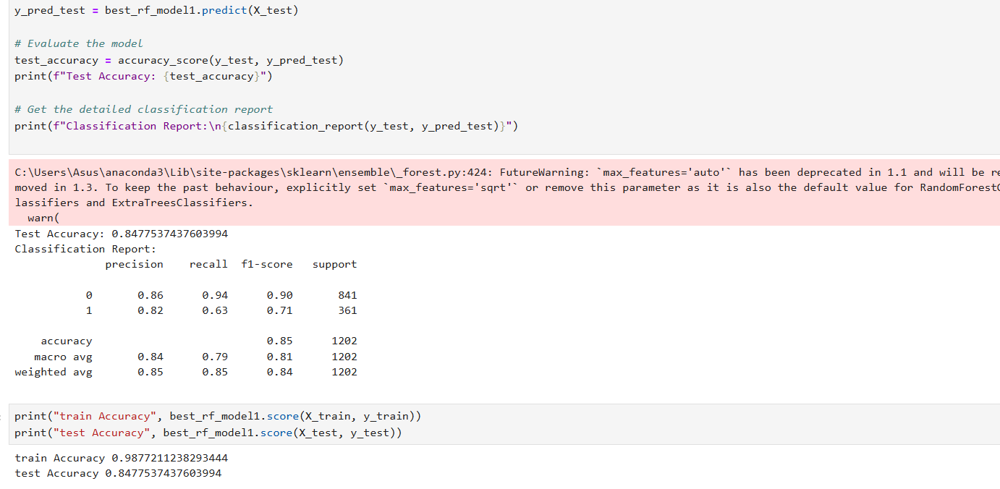 y_pred_test = best_rf_model1.predict(X_test)
# Evaluate the model
test_accuracy = accuracy_score(y_test, y_pred_test)
print(f"Test Accuracy: {test_accuracy}")
# Get the detailed classification report
print(f"Classification Report:\n{classification_report(y_test, y_pred_test)}")
C:\Users\Asus\anaconda3\Lib\site-packages\sklearn\ensemble\_forest.py:424: FutureWarning: `max_features='auto'` has been deprecated in 1.1 and will be re
moved in 1.3. To keep the past behaviour, explicitly set `max_features='sqrt'` or remove this parameter as it is also the default value for RandomForestC
lassifiers and ExtraTreesClassifiers.
  warn(
Test Accuracy: 0.8477537437603994
Classification Report:
              precision    recall  f1-score   support
           0       0.86      0.94      0.90       841
           1       0.82      0.63      0.71       361
    accuracy                           0.85      1202
   macro avg       0.84      0.79      0.81      1202
weighted avg       0.85      0.85      0.84      1202
print("train Accuracy", best_rf_model1.score(X_train, y_train))
print("test Accuracy", best_rf_model1.score(X_test, y_test))
train Accuracy 0.9877211238293444
test Accuracy 0.8477537437603994